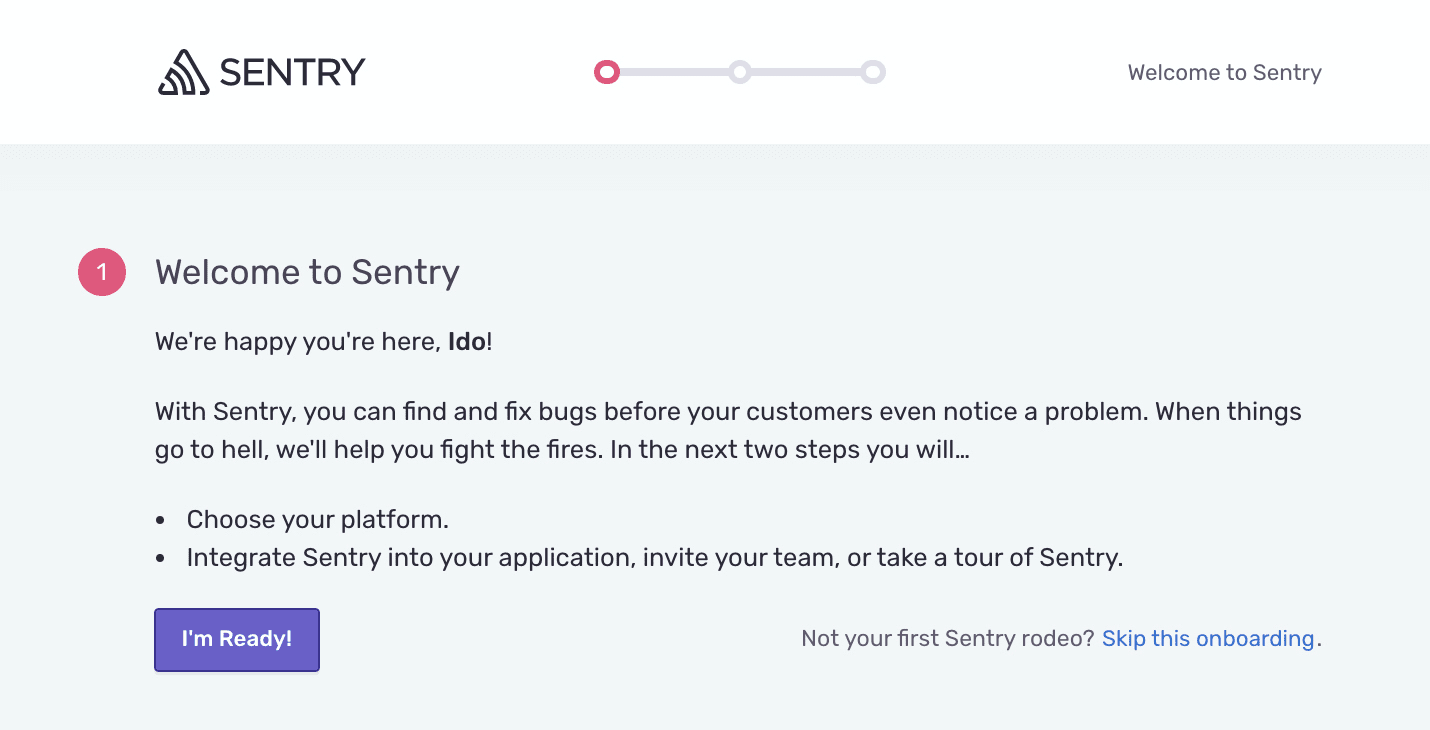 SENTRY
Welcome to Sentry
1
Welcome to Sentry
We're happy you're here, Ido!
With Sentry, you can find and fix bugs before your customers even notice a problem. When things
go to hell, we'll help you fight the fires. In the next two steps you will…
• Choose your platform.
• Integrate Sentry into your application, invite your team, or take a tour of Sentry.
I'm Ready!
Not your first Sentry rodeo? Skip this onboarding.